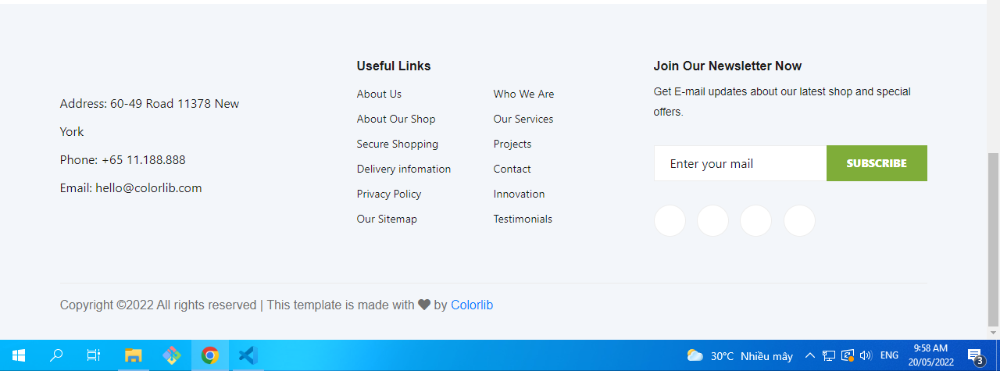 Address: 60-49 Road 11378 New
York
Phone: +65 11.188.888
Email: hello@colorlib.com
Useful Links
About Us
About Our Shop
Secure Shopping
Delivery infomation
Privacy Policy
Our Sitemap
Who We Are
Our Services
Projects
Contact
Innovation
Testimonials
Join Our Newsletter Now
Get E-mail updates about our latest shop and special
offers.
Enter your mail
SUBSCRIBE
Copyright ©2022 All rights reserved | This template is made with ❤ by Colorlib
30°C Nhiều mây
ENG
9:58 AM
20/05/2022
3